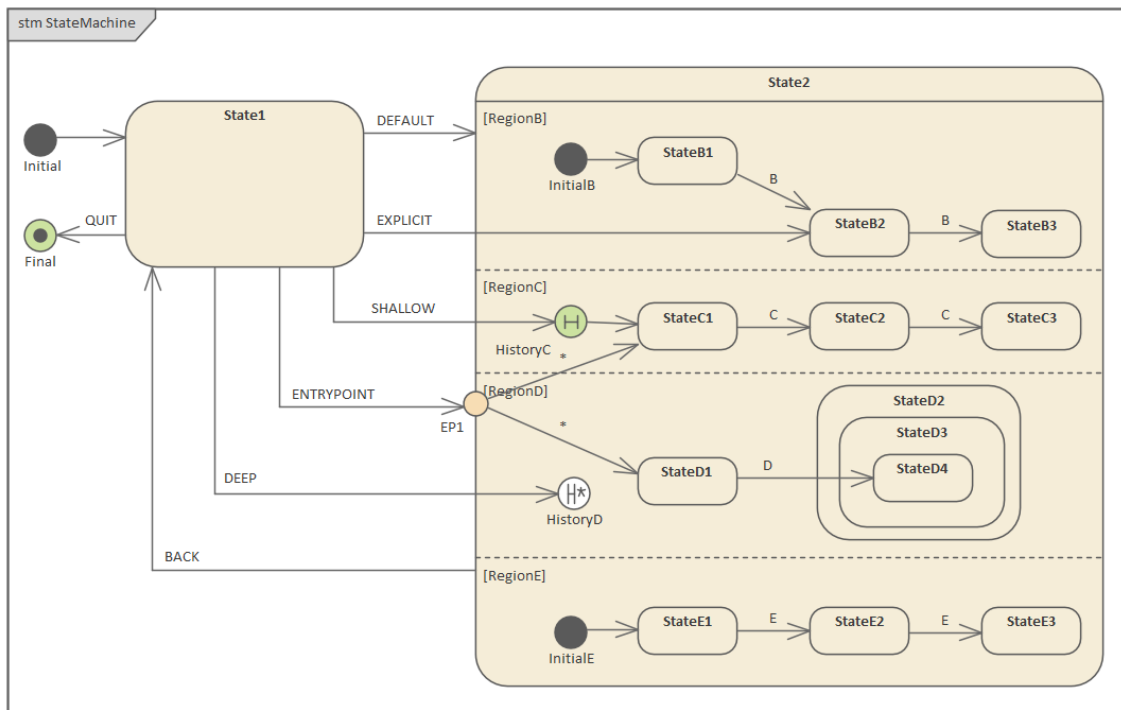 stm StateMachine
State2
State1
[RegionB]
DEFAULT
StateB1
Initial
InitialB
B
QUIT
EXPLICIT
StateB2
B
StateB3
Final
[RegionC]
SHALLOW
H
StateC1
C
StateC2
C
StateC3
HistoryC
*
[RegionD]
ENTRYPOINT
EP1
*
StateD2
StateD3
StateD4
StateD1
D
DEEP
H*
HistoryD
BACK
[RegionE]
StateE1
E
StateE2
E
StateE3
InitialE